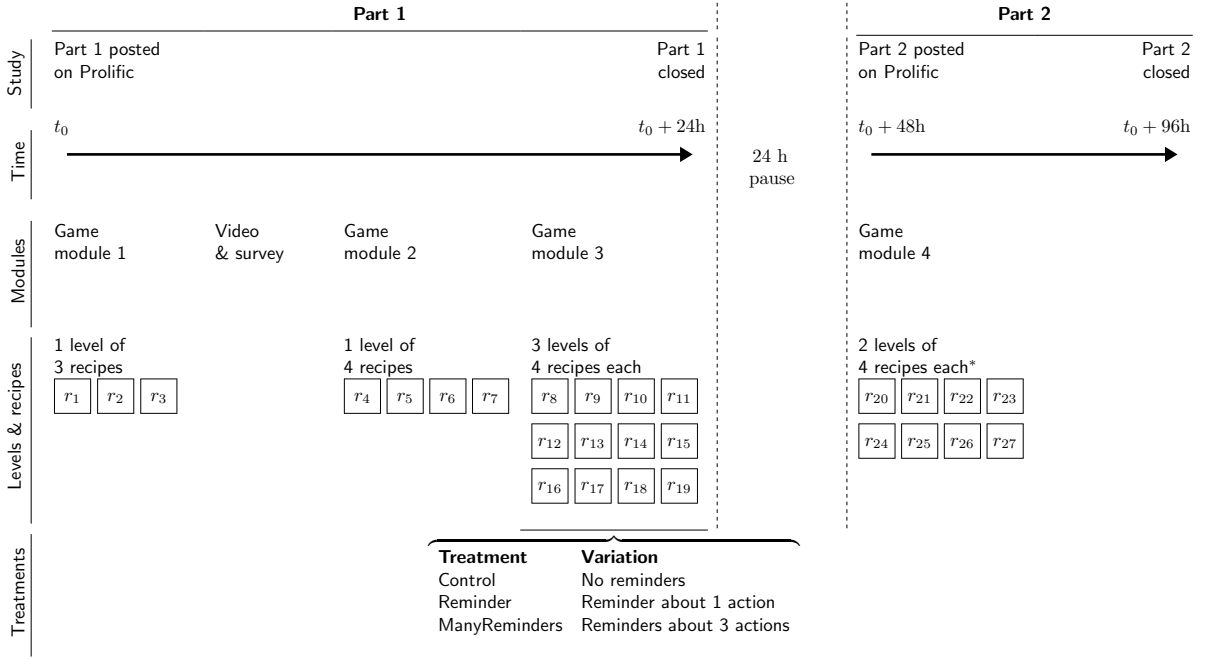 Part 1
Part 2
Study
Part 1 posted
on Prolific
Part 1
closed
Part 2 posted
on Prolific
Part 2
closed
Time
t₀
t₀ + 24h
24 h
pause
t₀ + 48h
t₀ + 96h
Modules
Game
module 1
Video
& survey
Game
module 2
Game
module 3
Game
module 4
Levels & recipes
1 level of
3 recipes
r₁ r₂ r₃
1 level of
4 recipes
r₄ r₅ r₆ r₇
3 levels of
4 recipes each
r₈ r₉ r₁₀ r₁₁
r₁₂ r₁₃ r₁₄ r₁₅
r₁₆ r₁₇ r₁₈ r₁₉
2 levels of
4 recipes each*
r₂₀ r₂₁ r₂₂ r₂₃
r₂₄ r₂₅ r₂₆ r₂₇
Treatments
Treatment Variation
Control No reminders
Reminder Reminder about 1 action
ManyReminders Reminders about 3 actions